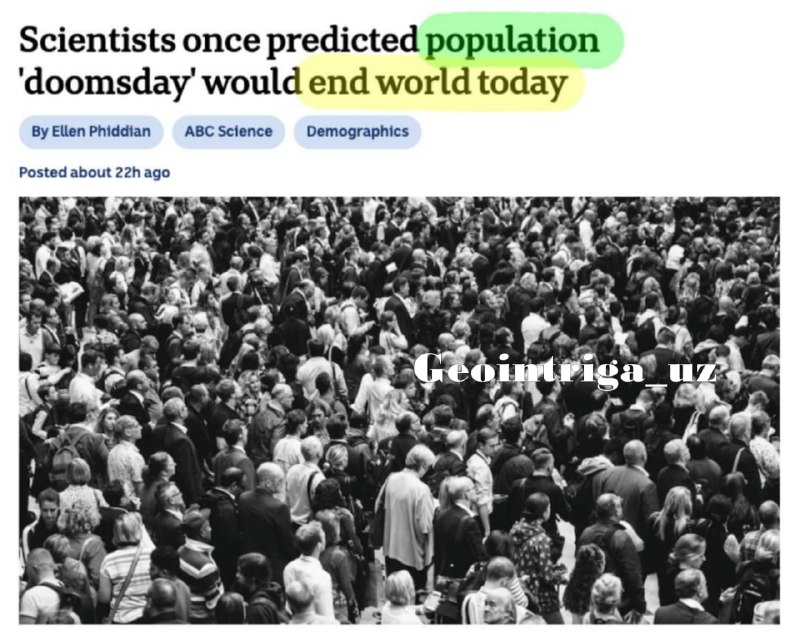 Scientists once predicted population
'doomsday' would end world today
By Ellen Phiddian
ABC Science
Demographics
Posted about 22h ago
Geointriga_uz